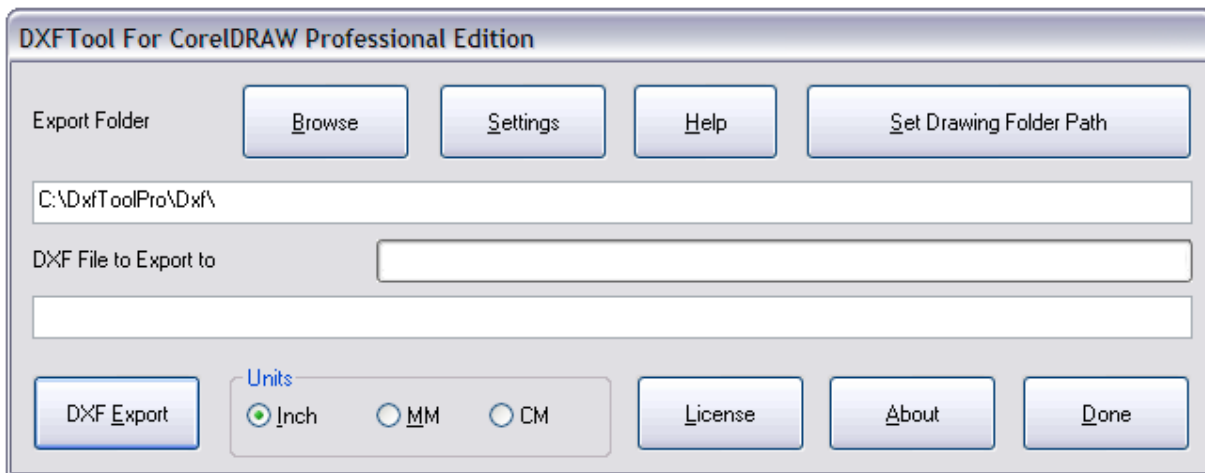 DXFTool For CorelDRAW Professional Edition
Export Folder Browse Settings Help Set Drawing Folder Path
C:\DxfToolPro\Dxf\
DXF File to Export to
Units
DXF Export Inch MM CM License About Done